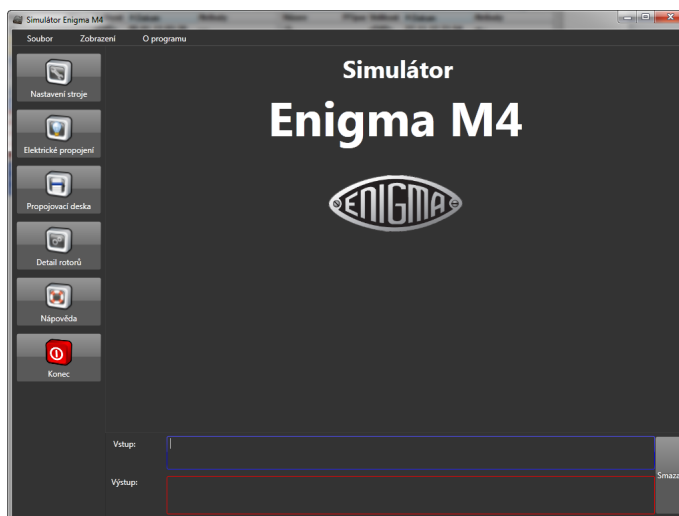 Simulátor Enigma M4
Soubor Zobrazení O programu
Simulátor
Enigma M4
ENIGMA
Nastavení stroje
Elektrické propojení
Propojovací deska
Detail rotorů
Nápověda
Konec
Vstup:
Výstup: